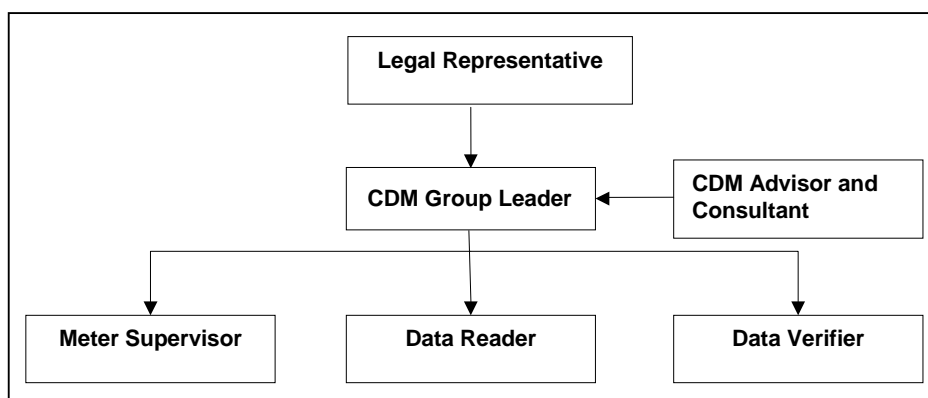 Legal Representative
CDM Group Leader
CDM Advisor and
Consultant
Meter Supervisor
Data Reader
Data Verifier